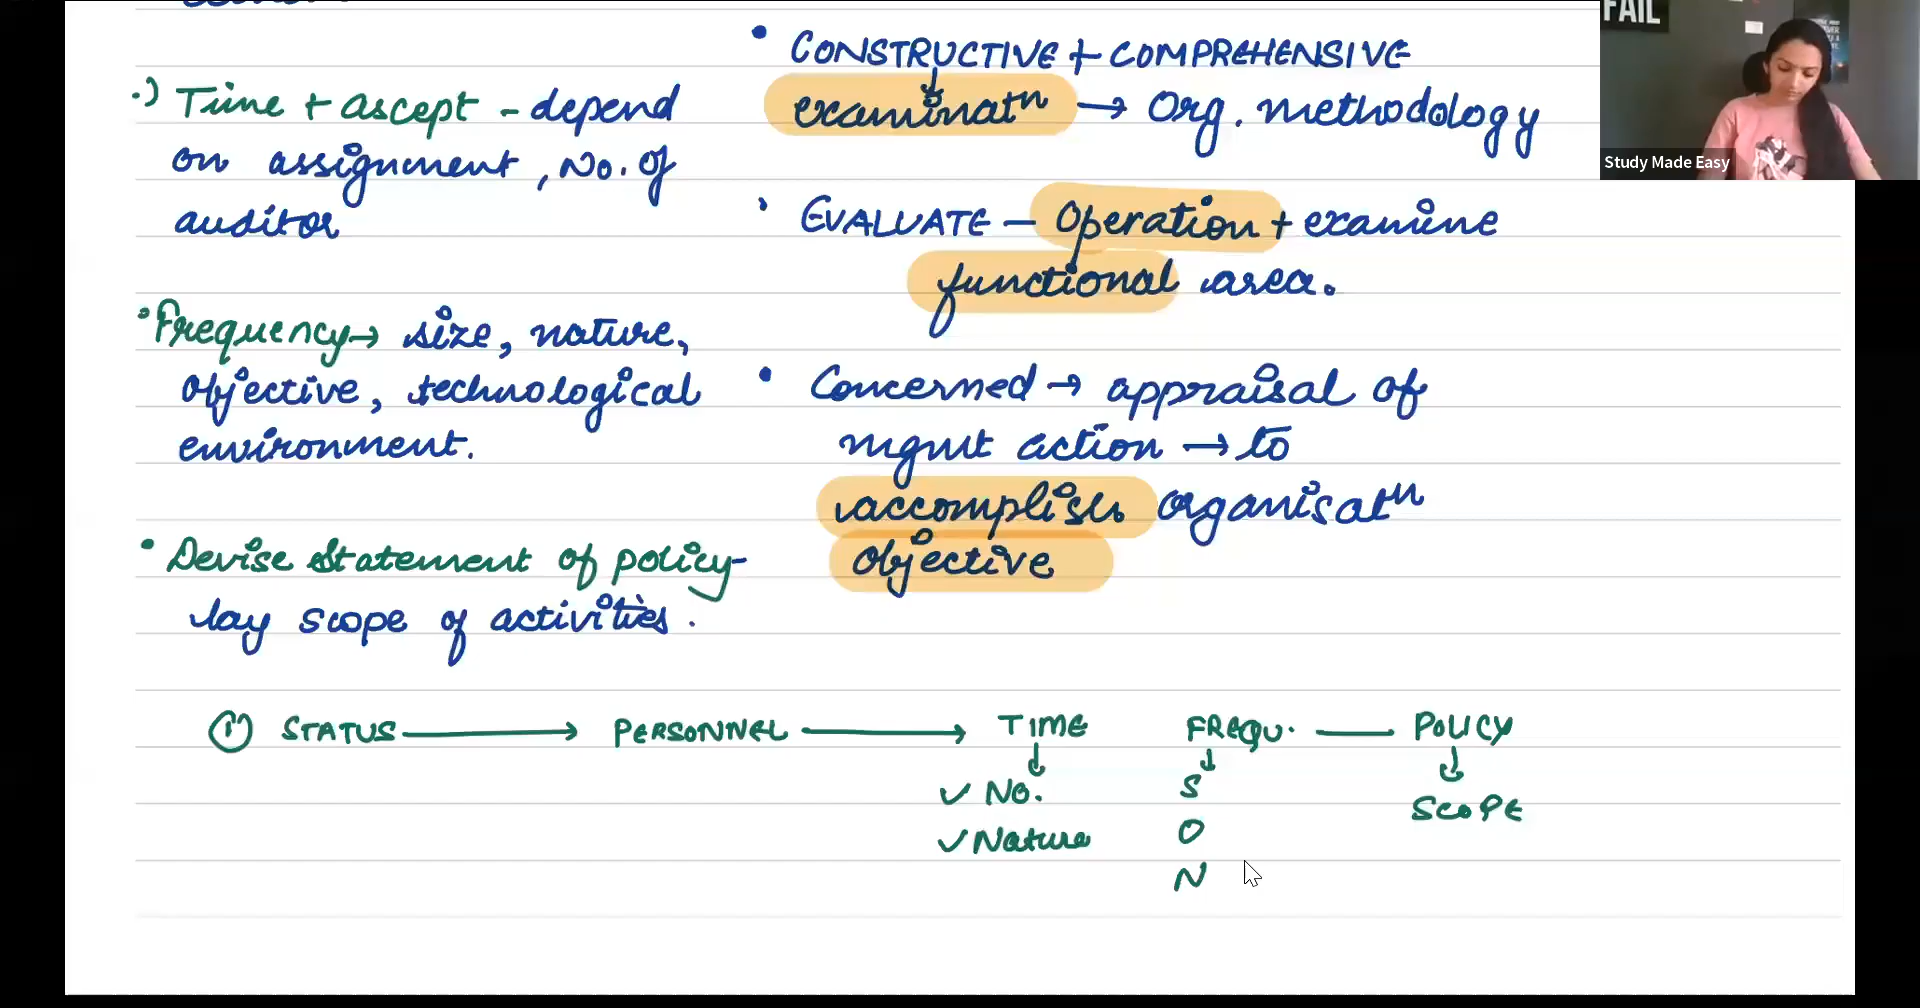 .) Time + ascept - depend
on assignment, No. of
auditor
• Frequency → size, nature,
objective, technological
environment.
• Devise Statement of policy-
lay scope of activities.
• CONSTRUCTIVE + COMPREHENSIVE
examinatn → Org. methodology
• EVALUATE - Operation + examine
functional area.
• Concerned → appraisal of
mgmt action → to
accomplish organisatn
objective
FAIL
Study Made Easy
① STATUS → PERSONNEL → TIME FREQU. — POLICY
↓ ↓ ↓
✓ No. S SCOPE
✓ Nature O
N